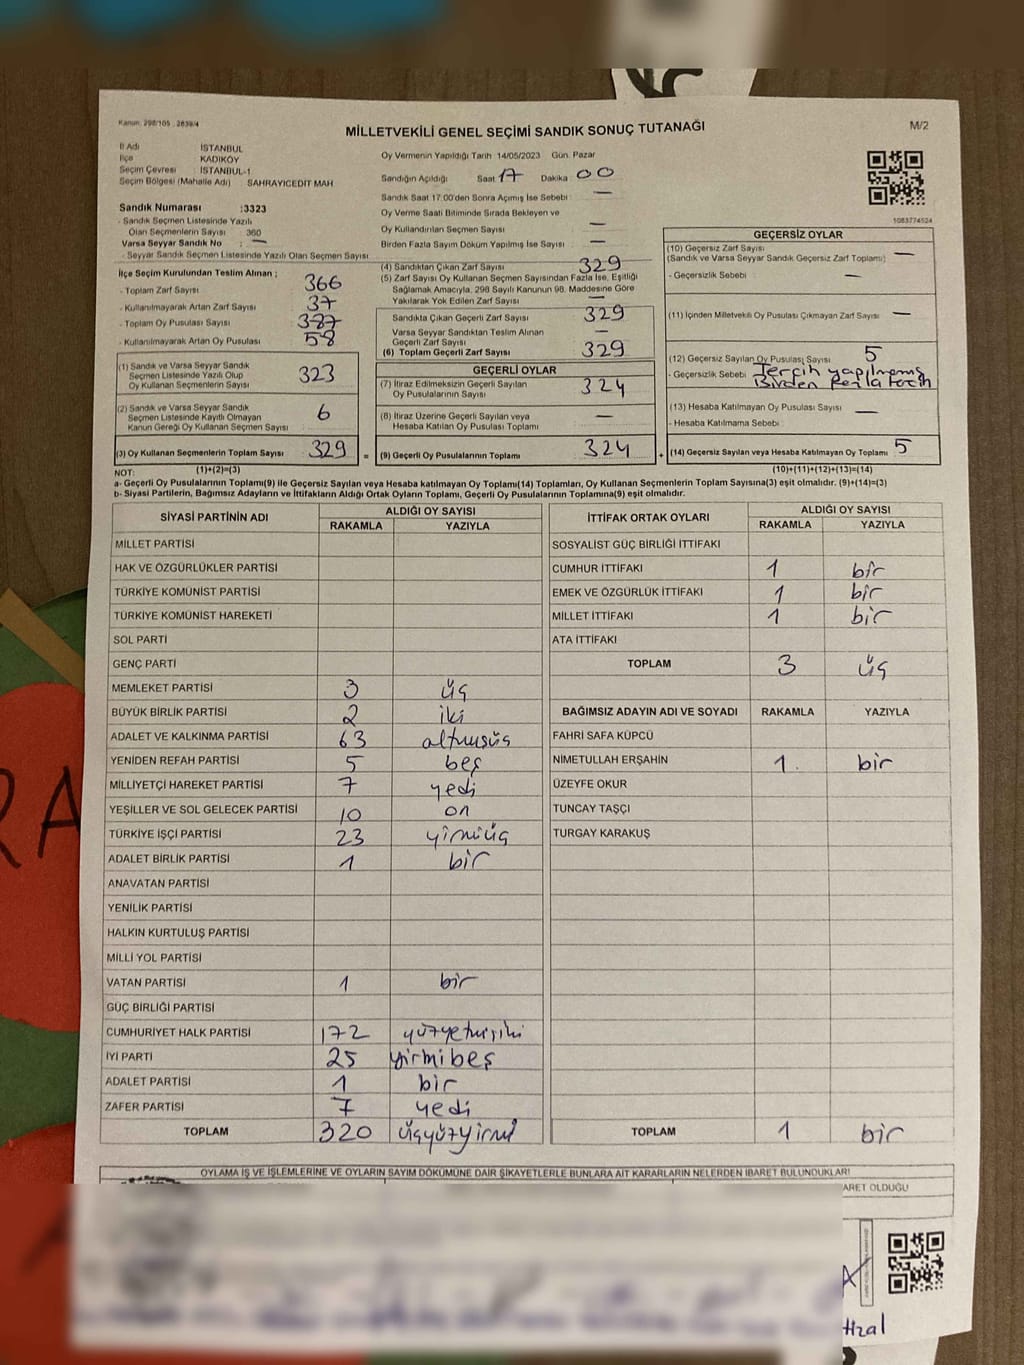 Kanun: 298/105 - 2839/4
MİLLETVEKİLİ GENEL SEÇİMİ SANDIK SONUÇ TUTANAĞI
M/2
İl Adı İSTANBUL
İlçe KADIKÖY
Seçim Çevresi İSTANBUL-1
Seçim Bölgesi (Mahalle Adı) SAHRAYICEDİT MAH
Sandık Numarası :3323
- Sandık Seçmen Listesinde Yazılı
Olan Seçmenlerin Sayısı : 360
Varsa Seyyar Sandık No : —
- Seyyar Sandık Seçmen Listesinde Yazılı Olan Seçmen Sayısı
İlçe Seçim Kurulundan Teslim Alınan ;
- Toplam Zarf Sayısı 366
- Kullanılmayarak Artan Zarf Sayısı 37
- Toplam Oy Pusulası Sayısı 387
- Kullanılmayarak Artan Oy Pusulası 58
(1) Sandık ve Varsa Seyyar Sandık
Seçmen Listesinde Yazılı Olup
Oy Kullanan Seçmenlerin Sayısı 323
(2) Sandık ve Varsa Seyyar Sandık
Seçmen Listesinde Kayıtlı Olmayan
Kanun Gereği Oy Kullanan Seçmen Sayısı 6
(3) Oy Kullanan Seçmenlerin Toplam Sayısı 329 =
Oy Vermenin Yapıldığı Tarih 14/05/2023 Gün. Pazar
Sandığın Açıldığı Saat 17 Dakika 00
Sandık Saat 17:00'den Sonra Açılmış İse Sebebi : —
Oy Verme Saati Bitiminde Sırada Bekleyen ve
Oy Kullandırılan Seçmen Sayısı —
Birden Fazla Sayım Döküm Yapılmış İse Sayısı —
(4) Sandıktan Çıkan Zarf Sayısı 329
(5) Zarf Sayısı Oy Kullanan Seçmen Sayısından Fazla İse, Eşitliği
Sağlamak Amacıyla, 298 Sayılı Kanunun 98. Maddesine Göre
Yakılarak Yok Edilen Zarf Sayısı —
Sandıkta Çıkan Geçerli Zarf Sayısı 329
Varsa Seyyar Sandıktan Teslim Alınan
Geçerli Zarf Sayısı —
(6) Toplam Geçerli Zarf Sayısı 329
GEÇERLİ OYLAR
(7) İtiraz Edilmeksizin Geçerli Sayılan
Oy Pusulalarının Sayısı 324
(8) İtiraz Üzerine Geçerli Sayılan veya
Hesaba Katılan Oy Pusulası Toplamı —
(9) Geçerli Oy Pusulalarının Toplamı 324 +
1083774524
GEÇERSİZ OYLAR
(10) Geçersiz Zarf Sayısı
(Sandık ve Varsa Seyyar Sandık Geçersiz Zarf Toplamı) —
- Geçersizlik Sebebi : —
(11) İçinden Milletvekili Oy Pusulası Çıkmayan Zarf Sayısı —
(12) Geçersiz Sayılan Oy Pusulası Sayısı 5
- Geçersizlik Sebebi Tercih yapılmamış
Birden fazla tercih
(13) Hesaba Katılmayan Oy Pusulası Sayısı —
- Hesaba Katılmama Sebebi
(14) Geçersiz Sayılan veya Hesaba Katılmayan Oy Toplamı 5
NOT: (1)+(2)=(3) (10)+(11)+(12)+(13)=(14)
a- Geçerli Oy Pusulalarının Toplamı(9) ile Geçersiz Sayılan veya Hesaba katılmayan Oy Toplamı(14) Toplamları, Oy Kullanan Seçmenlerin Toplam Sayısına(3) eşit olmalıdır. (9)+(14)=(3)
b- Siyasi Partilerin, Bağımsız Adayların ve İttifakların Aldığı Ortak Oyların Toplamı, Geçerli Oy Pusulalarının Toplamına(9) eşit olmalıdır.
SİYASİ PARTİNİN ADI ALDIĞI OY SAYISI
RAKAMLA YAZIYLA
MİLLET PARTİSİ
HAK VE ÖZGÜRLÜKLER PARTİSİ
TÜRKİYE KOMÜNİST PARTİSİ
TÜRKİYE KOMÜNİST HAREKETİ
SOL PARTİ
GENÇ PARTİ
MEMLEKET PARTİSİ 3 üç
BÜYÜK BİRLİK PARTİSİ 2 iki
ADALET VE KALKINMA PARTİSİ 63 altmışüç
YENİDEN REFAH PARTİSİ 5 beş
MİLLİYETÇİ HAREKET PARTİSİ 7 yedi
YEŞİLLER VE SOL GELECEK PARTİSİ 10 on
TÜRKİYE İŞÇİ PARTİSİ 23 yirmiüç
ADALET BİRLİK PARTİSİ 1 bir
ANAVATAN PARTİSİ
YENİLİK PARTİSİ
HALKIN KURTULUŞ PARTİSİ
MİLLİ YOL PARTİSİ
VATAN PARTİSİ 1 bir
GÜÇ BİRLİĞİ PARTİSİ
CUMHURİYET HALK PARTİSİ 172 yüzyetmişiki
İYİ PARTİ 25 yirmibeş
ADALET PARTİSİ 1 bir
ZAFER PARTİSİ 7 yedi
TOPLAM 320 üçyüzyirmi
İTTİFAK ORTAK OYLARI ALDIĞI OY SAYISI
RAKAMLA YAZIYLA
SOSYALİST GÜÇ BİRLİĞİ İTTİFAKI
CUMHUR İTTİFAKI 1 bir
EMEK VE ÖZGÜRLÜK İTTİFAKI 1 bir
MİLLET İTTİFAKI 1 bir
ATA İTTİFAKI
TOPLAM 3 üç
BAĞIMSIZ ADAYIN ADI VE SOYADI RAKAMLA YAZIYLA
FAHRİ SAFA KÜPCÜ
NİMETULLAH ERŞAHİN 1 bir
ÜZEYFE OKUR
TUNCAY TAŞÇI
TURGAY KARAKUŞ
TOPLAM 1 bir
OYLAMA İŞ VE İŞLEMLERİNE VE OYLARIN SAYIM DÖKÜMÜNE DAİR ŞİKAYETLERLE BUNLARA AİT KARARLARIN NELERDEN İBARET BULUNDUKLARI
ARET OLDUĞU
RA